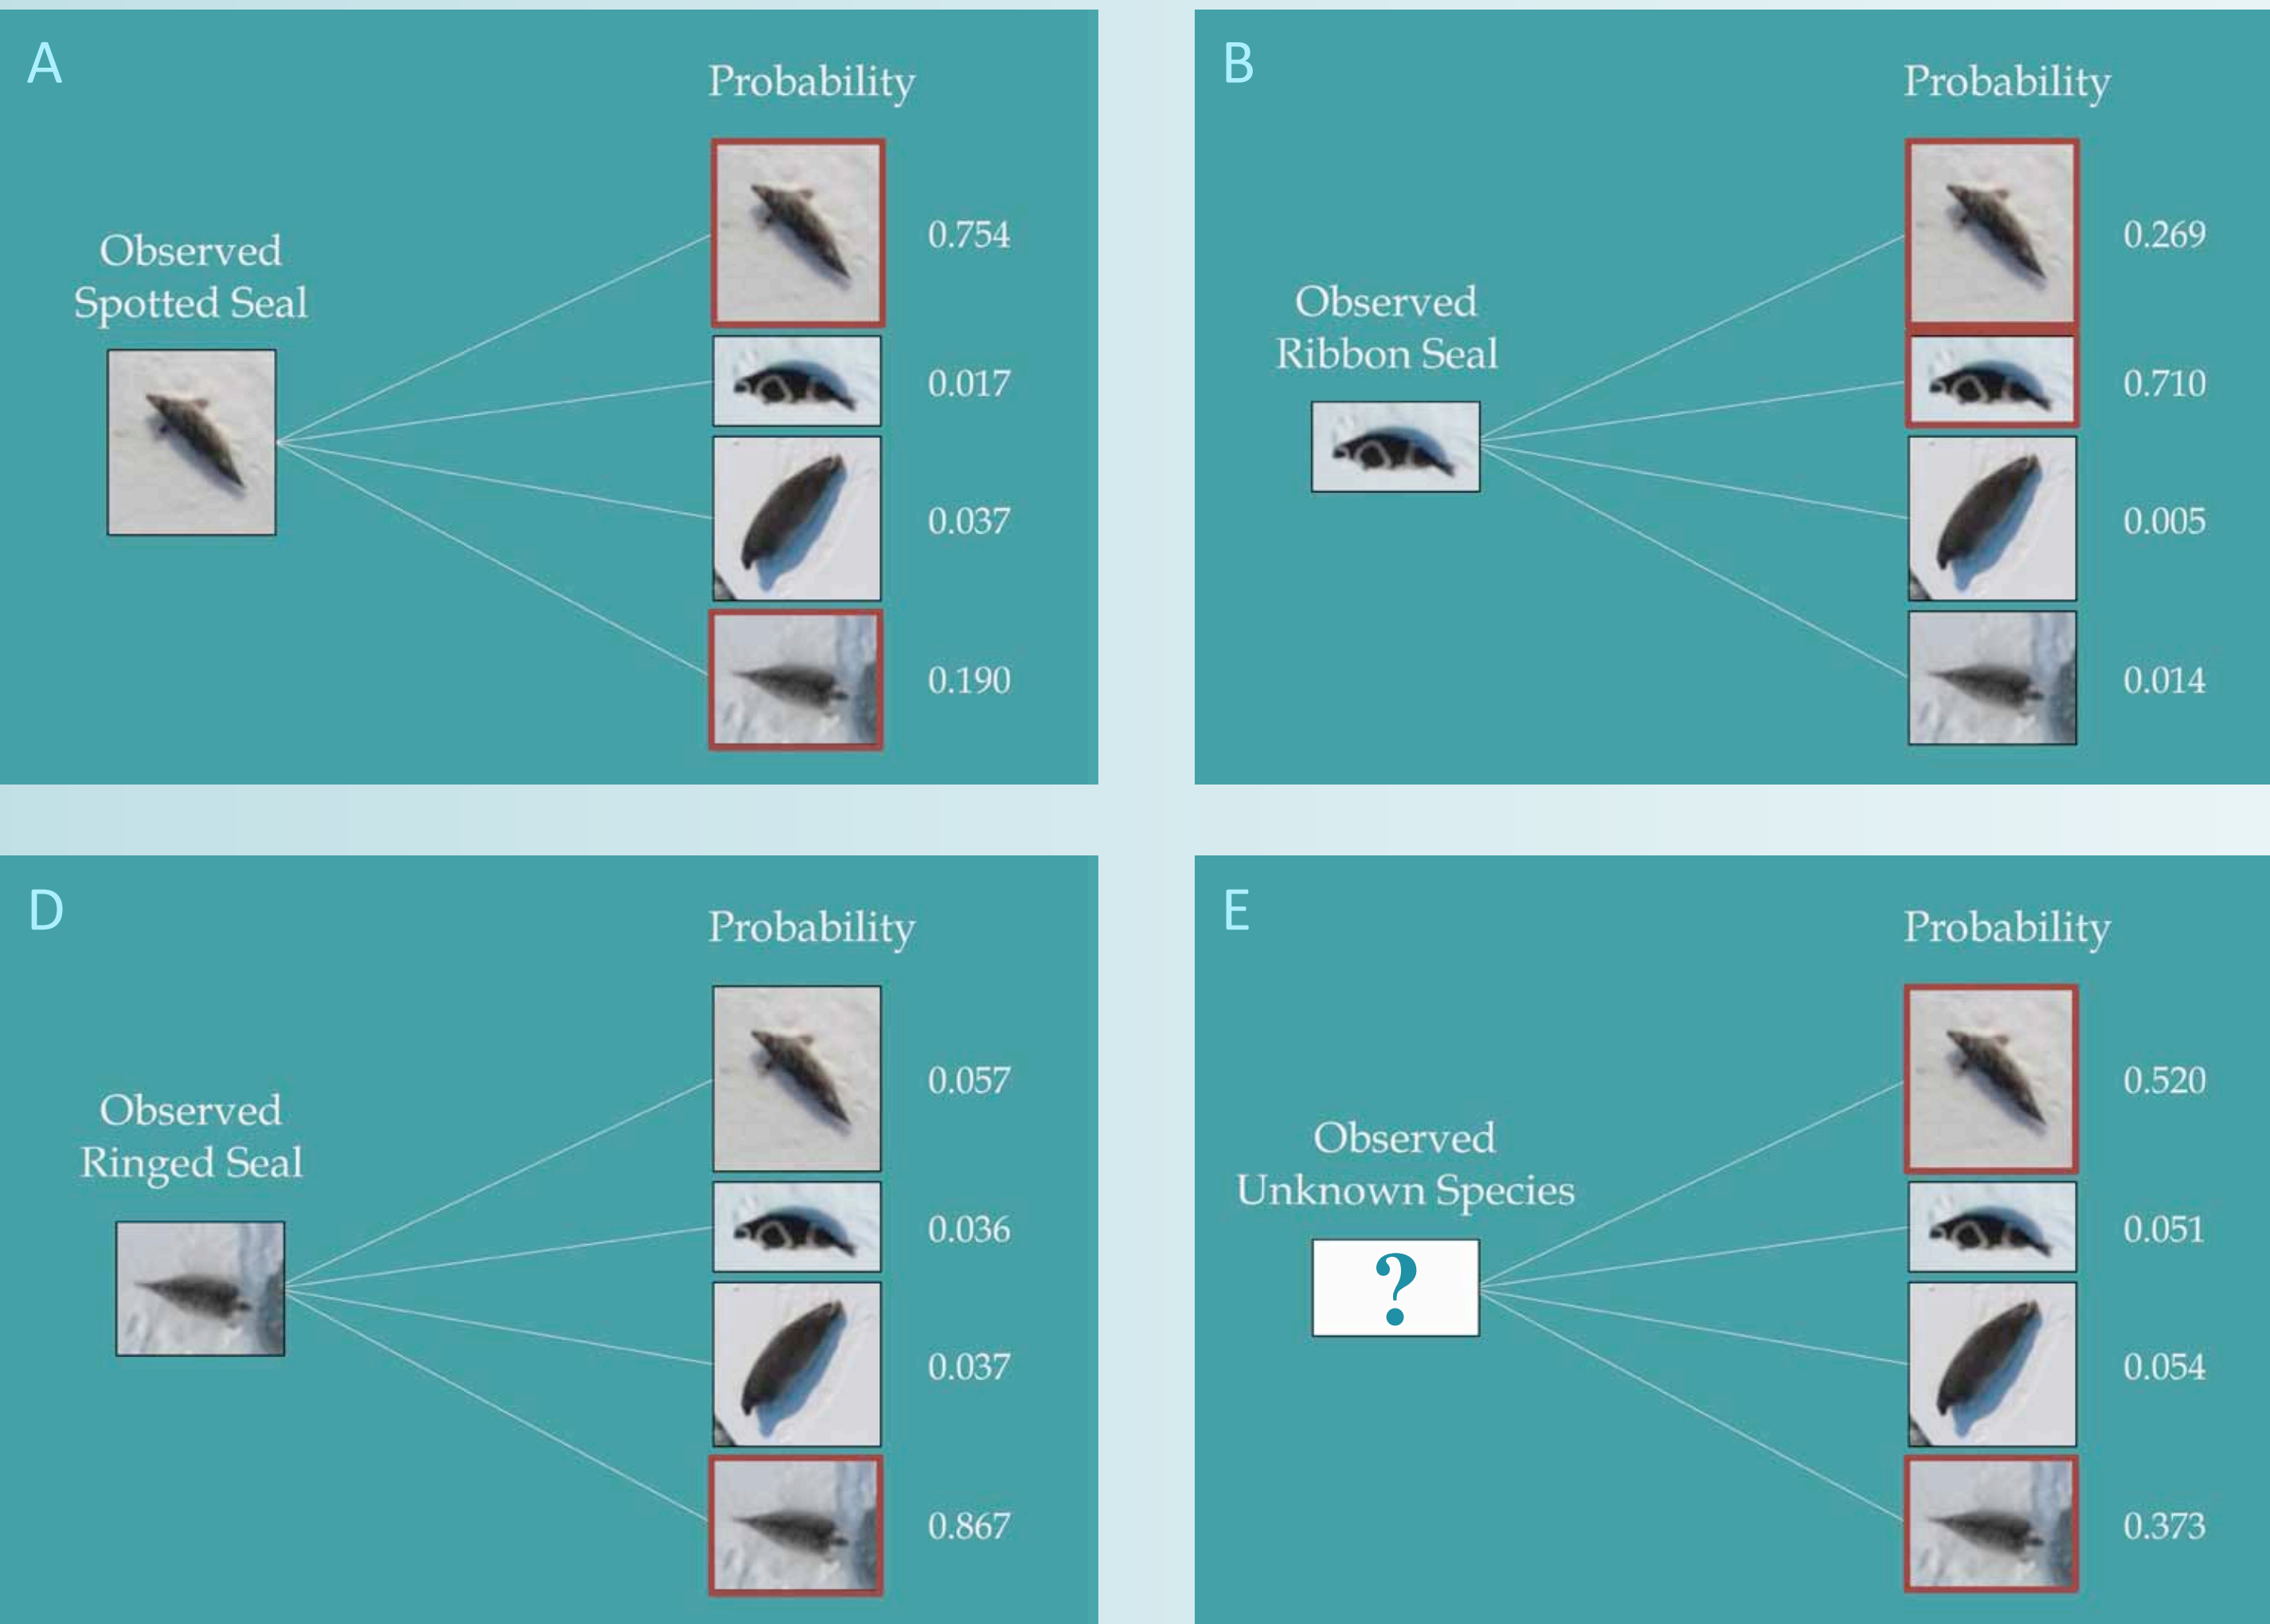 A
Probability
Observed
Spotted Seal
0.754
0.017
0.037
0.190
B
Probability
Observed
Ribbon Seal
0.269
0.710
0.005
0.014
D
Probability
Observed
Ringed Seal
0.057
0.036
0.037
0.867
E
Probability
Observed
Unknown Species
?
0.520
0.051
0.054
0.373